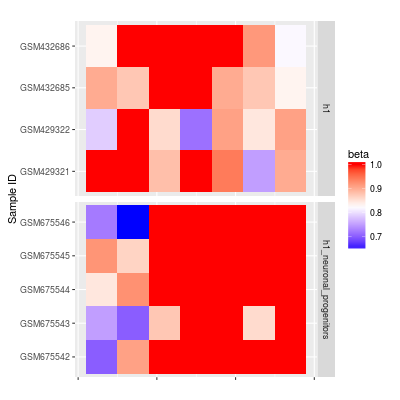 GSM432686
GSM432685
GSM429322
GSM429321
h1
GSM675546
GSM675545
GSM675544
GSM675543
GSM675542
h1_neuronal_progenitors
Sample ID
beta
1.0
0.9
0.8
0.7